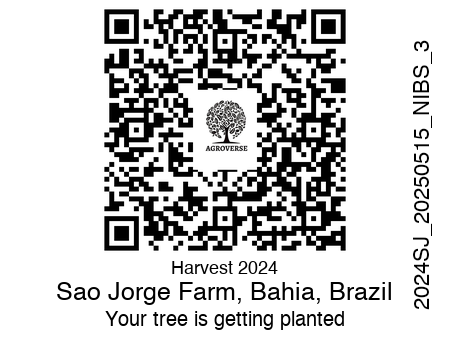 AGROVERSE
Harvest 2024
Sao Jorge Farm, Bahia, Brazil
Your tree is getting planted
2024SJ_20250515_NIBS_3